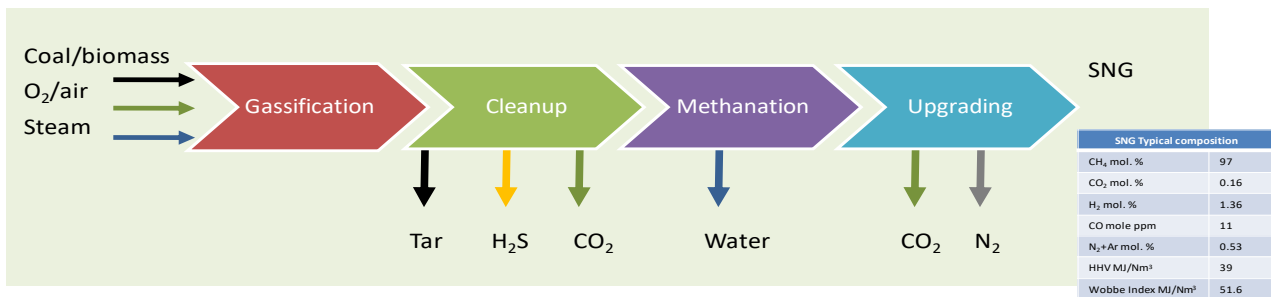 Coal/biomass
O₂/air
Steam
Gassification
Cleanup
Methanation
Upgrading
SNG
Tar
H₂S
CO₂
Water
CO₂
N₂
SNG Typical composition
CH₄ mol. % 97
CO₂ mol. % 0.16
H₂ mol. % 1.36
CO mole ppm 11
N₂+Ar mol. % 0.53
HHV MJ/Nm³ 39
Wobbe Index MJ/Nm³ 51.6